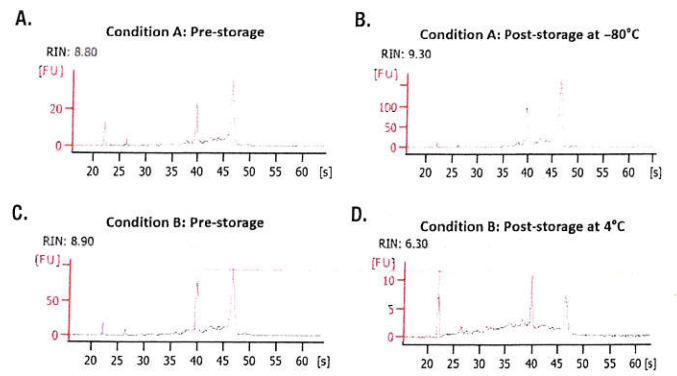 A.
Condition A: Pre-storage
RIN: 8.80
[FU]
20
0
20 25 30 35 40 45 50 55 60 [s]
B.
Condition A: Post-storage at –80°C
RIN: 9.30
[FU]
100
50
0
20 25 30 35 40 45 50 55 60 [s]
C.
Condition B: Pre-storage
RIN: 8.90
[FU]
50
0
20 25 30 35 40 45 50 55 60 [s]
D.
Condition B: Post-storage at 4°C
RIN: 6.30
[FU]
10
5
0
20 25 30 35 40 45 50 55 60 [s]